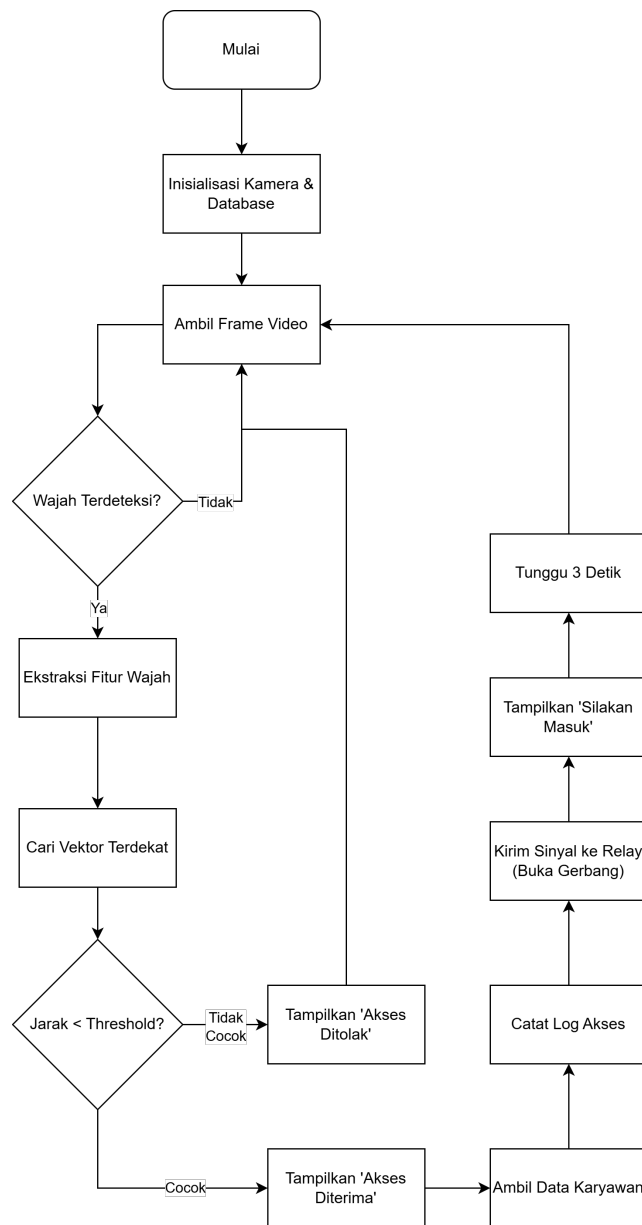 Mulai
Inisialisasi Kamera &
Database
Ambil Frame Video
Wajah Terdeteksi?
Tidak
Ya
Ekstraksi Fitur Wajah
Cari Vektor Terdekat
Jarak < Threshold?
Tidak
Cocok
Tampilkan 'Akses
Ditolak'
Cocok
Tampilkan 'Akses
Diterima'
Ambil Data Karyawan
Catat Log Akses
Kirim Sinyal ke Relay
(Buka Gerbang)
Tampilkan 'Silakan
Masuk'
Tunggu 3 Detik